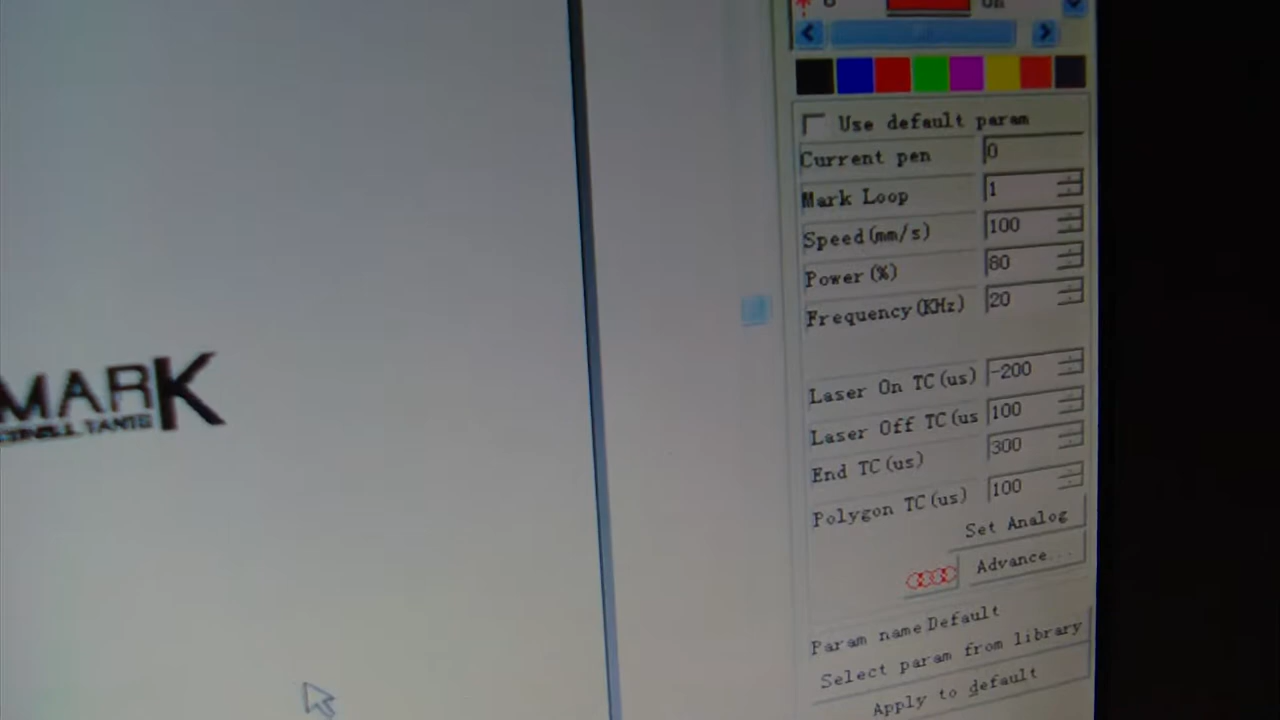 on
Use default param
Current pen 0
Mark Loop 1
Speed(mm/s) 100
Power(%) 80
Frequency(KHz) 20
MARK
Laser On TC(us) -200
Laser Off TC(us 100
End TC(us) 300
Polygon TC(us) 100
Set Analog
Advance...
Param name Default
Select param from library
Apply to default